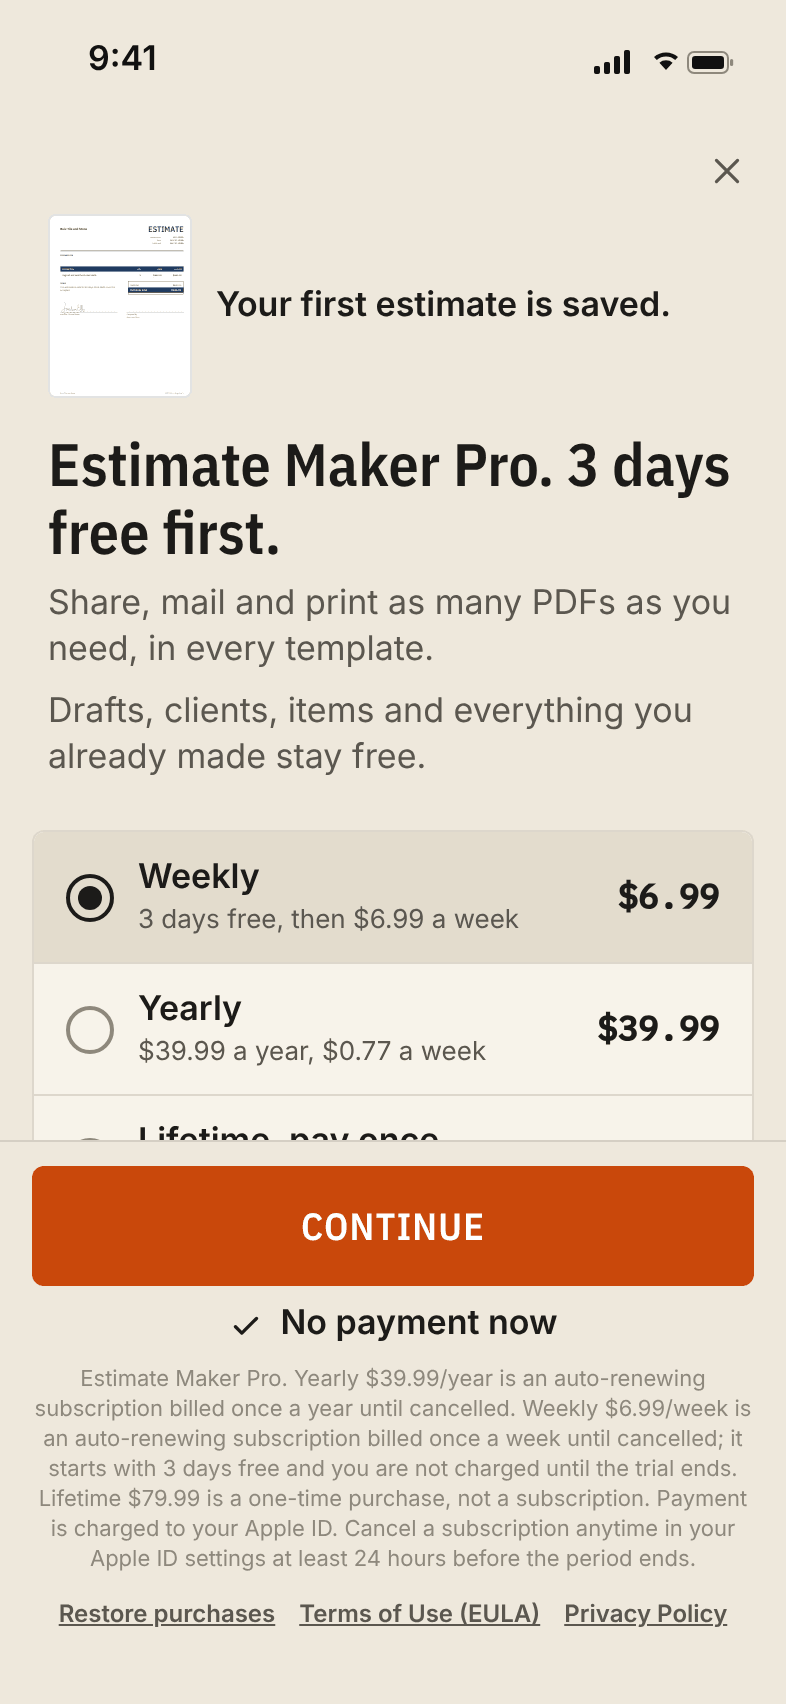 9:41
ESTIMATE
Your first estimate is saved.
Estimate Maker Pro. 3 days
free first.
Share, mail and print as many PDFs as you
need, in every template.
Drafts, clients, items and everything you
already made stay free.
Weekly
3 days free, then $6.99 a week
$6.99
Yearly
$39.99 a year, $0.77 a week
$39.99
Lifetime, pay once
CONTINUE
No payment now
Estimate Maker Pro. Yearly $39.99/year is an auto-renewing
subscription billed once a year until cancelled. Weekly $6.99/week is
an auto-renewing subscription billed once a week until cancelled; it
starts with 3 days free and you are not charged until the trial ends.
Lifetime $79.99 is a one-time purchase, not a subscription. Payment
is charged to your Apple ID. Cancel a subscription anytime in your
Apple ID settings at least 24 hours before the period ends.
Restore purchases
Terms of Use (EULA)
Privacy Policy